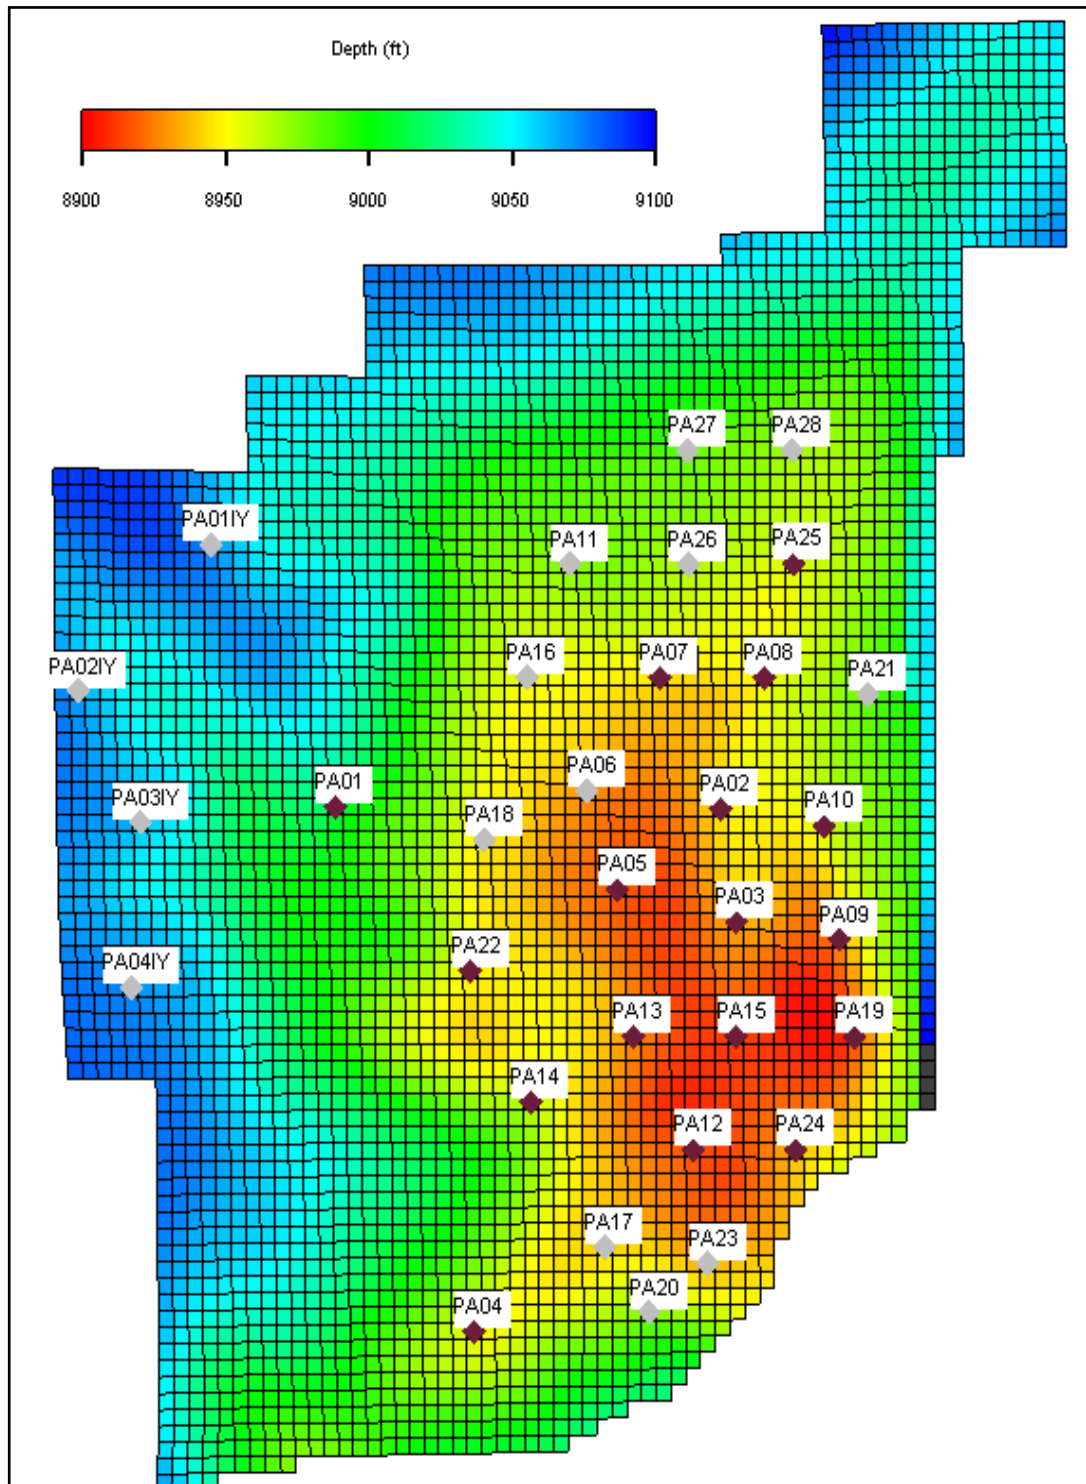 Depth (ft)
8900 8950 9000 9050 9100
PA27 PA28
PA01IY
PA11 PA26 PA25
PA02IY PA16 PA07 PA08 PA21
PA03IY PA01 PA18 PA06 PA02 PA10
PA05
PA03
PA09
PA04IY PA22
PA13 PA15 PA19
PA14
PA12 PA24
PA17 PA23
PA20
PA04